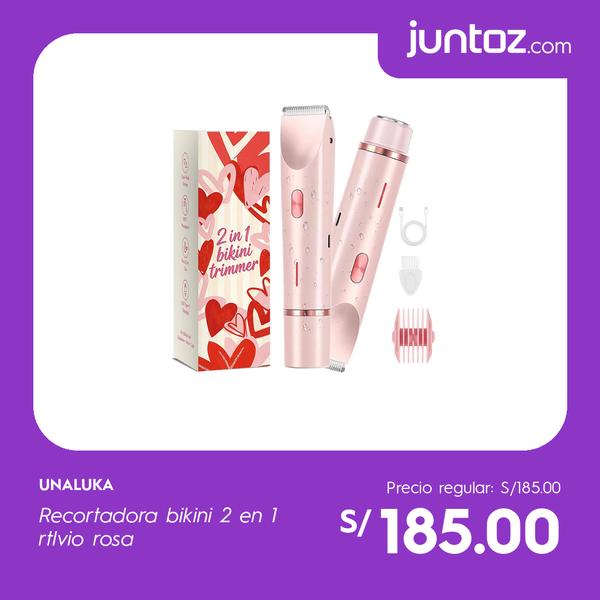 juntoz.com
2 in 1
bikini
trimmer
UNALUKA
Recortadora bikini 2 en 1
rtlvio rosa
Precio regular: S/185.00
S/185.00